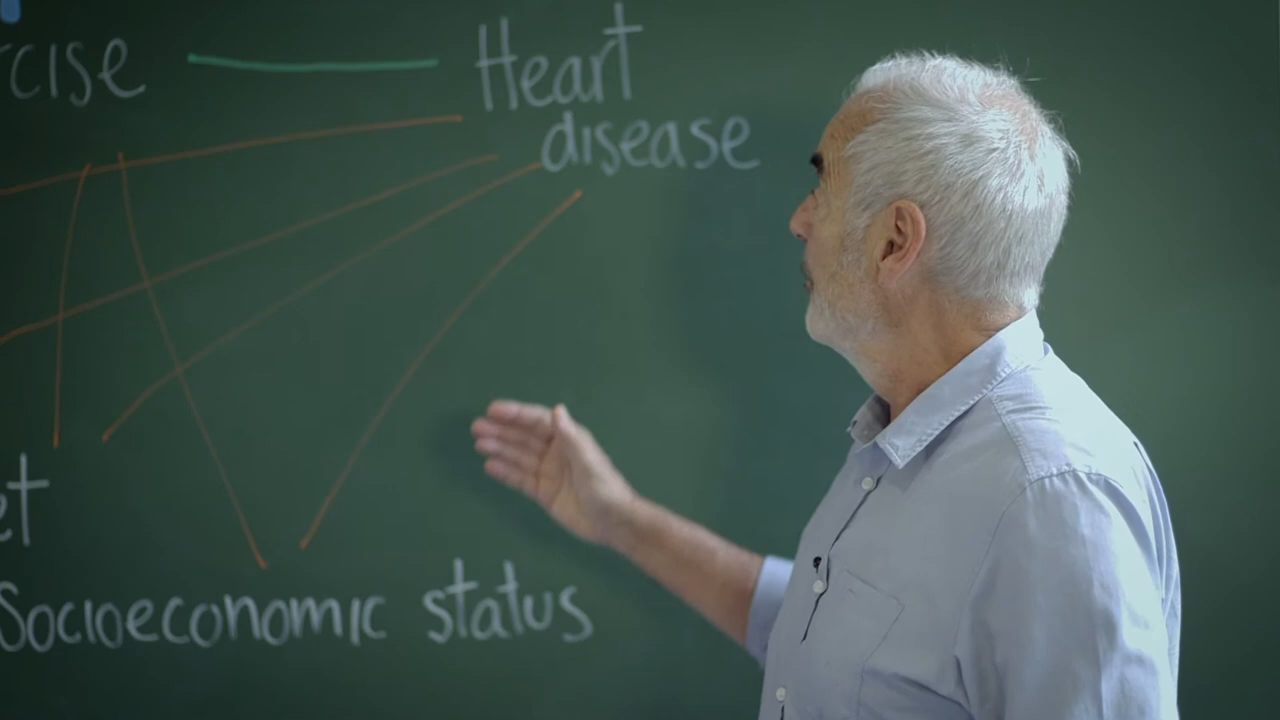 rcise
Heart
disease
et
Socioeconomic status